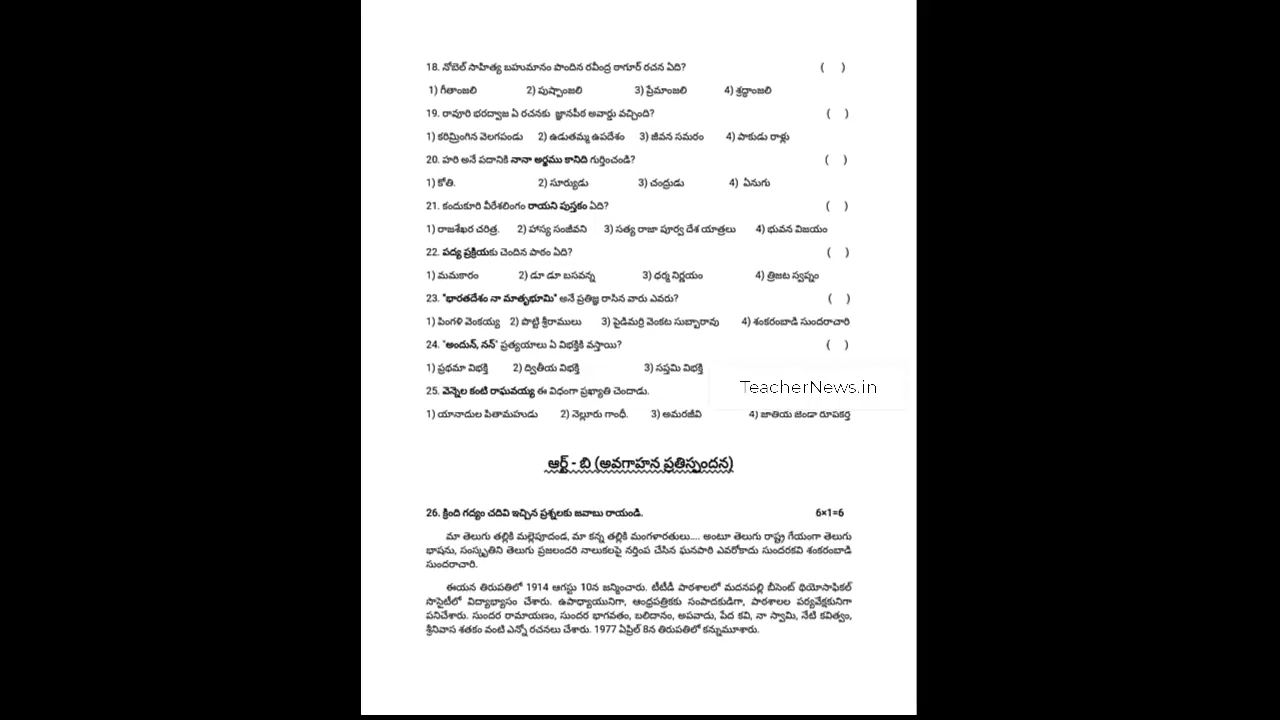 18. నోబెల్ సాహిత్య బహుమానం పొందిన రవీంద్ర ఠాగూర్ రచన ఏది? ( )
1) గీతాంజలి 2) పుష్పాంజలి 3) ప్రేమాంజలి 4) శ్రద్ధాంజలి
19. రావూరి భరద్వాజ ఏ రచనకు జ్ఞానపీఠ అవార్డు వచ్చింది? ( )
1) కరిమ్రింగిన వెలగపండు 2) ఉడుతమ్మ ఉపదేశం 3) జీవన సమరం 4) పాకుడు రాళ్లు
20. హరి అనే పదానికి నానా అర్థము కానిది గుర్తించండి? ( )
1) కోతి. 2) సూర్యుడు 3) చంద్రుడు 4) ఏనుగు
21. కందుకూరి వీరేశలింగం రాయని పుస్తకం ఏది? ( )
1) రాజశేఖర చరిత్ర. 2) హాస్య సంజీవని 3) సత్య రాజా పూర్వ దేశ యాత్రలు 4) భువన విజయం
22. పద్య ప్రక్రియకు చెందిన పాఠం ఏది? ( )
1) మమకారం 2) డూ డూ బసవన్న 3) ధర్మ నిర్ణయం 4) త్రిజట స్వప్నం
23. "భారతదేశం నా మాతృభూమి" అనే ప్రతిజ్ఞ రాసిన వారు ఎవరు? ( )
1) పింగళి వెంకయ్య 2) పొట్టి శ్రీరాములు 3) పైడిమర్రి వెంకట సుబ్బారావు 4) శంకరంబాడి సుందరాచారి
24. "అందున్, నన్" ప్రత్యయాలు ఏ విభక్తికి వస్తాయి? ( )
1) ప్రథమా విభక్తి 2) ద్వితీయ విభక్తి 3) సప్తమి విభక్తి
TeacherNews.in
25. వెన్నెల కంటి రాఘవయ్య ఈ విధంగా ప్రఖ్యాతి చెందాడు.
1) యానాదుల పితామహుడు 2) నెల్లూరు గాంధీ. 3) అమరజీవి 4) జాతీయ జెండా రూపకర్త
ఆర్ట్ - బి (అవగాహన ప్రతిస్పందన)
26. క్రింది గద్యం చదివి ఇచ్చిన ప్రశ్నలకు జవాబు రాయండి. 6×1=6
మా తెలుగు తల్లికి మల్లెపూదండ, మా కన్న తల్లికి మంగళారతులు.... అంటూ తెలుగు రాష్ట్ర గేయంగా తెలుగు
భాషను, సంస్కృతిని తెలుగు ప్రజలందరి నాలుకలపై నర్తింప చేసిన ఘనపాఠి ఎవరోకాదు సుందరకవి శంకరంబాడి
సుందరాచారి.
ఈయన తిరుపతిలో 1914 ఆగస్టు 10న జన్మించారు. టీటీడీ పాఠశాలలో మదనపల్లి బీసెంట్ థియోసాఫికల్
సొసైటీలో విద్యాభ్యాసం చేశారు. ఉపాధ్యాయునిగా, ఆంధ్రపత్రికకు సంపాదకుడిగా, పాఠశాలల పర్యవేక్షకునిగా
పనిచేశారు. సుందర రామాయణం, సుందర భాగవతం, బలిదానం, అపవాదు, పేద కవి, నా స్వామి, నేటి కవిత్వం,
శ్రీనివాస శతకం వంటి ఎన్నో రచనలు చేశారు. 1977 ఏప్రిల్ 8న తిరుపతిలో కన్నుమూశారు.